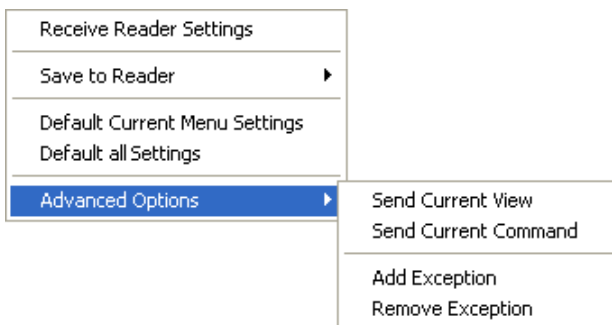 Receive Reader Settings
Save to Reader
Default Current Menu Settings
Default all Settings
Advanced Options
Send Current View
Send Current Command
Add Exception
Remove Exception